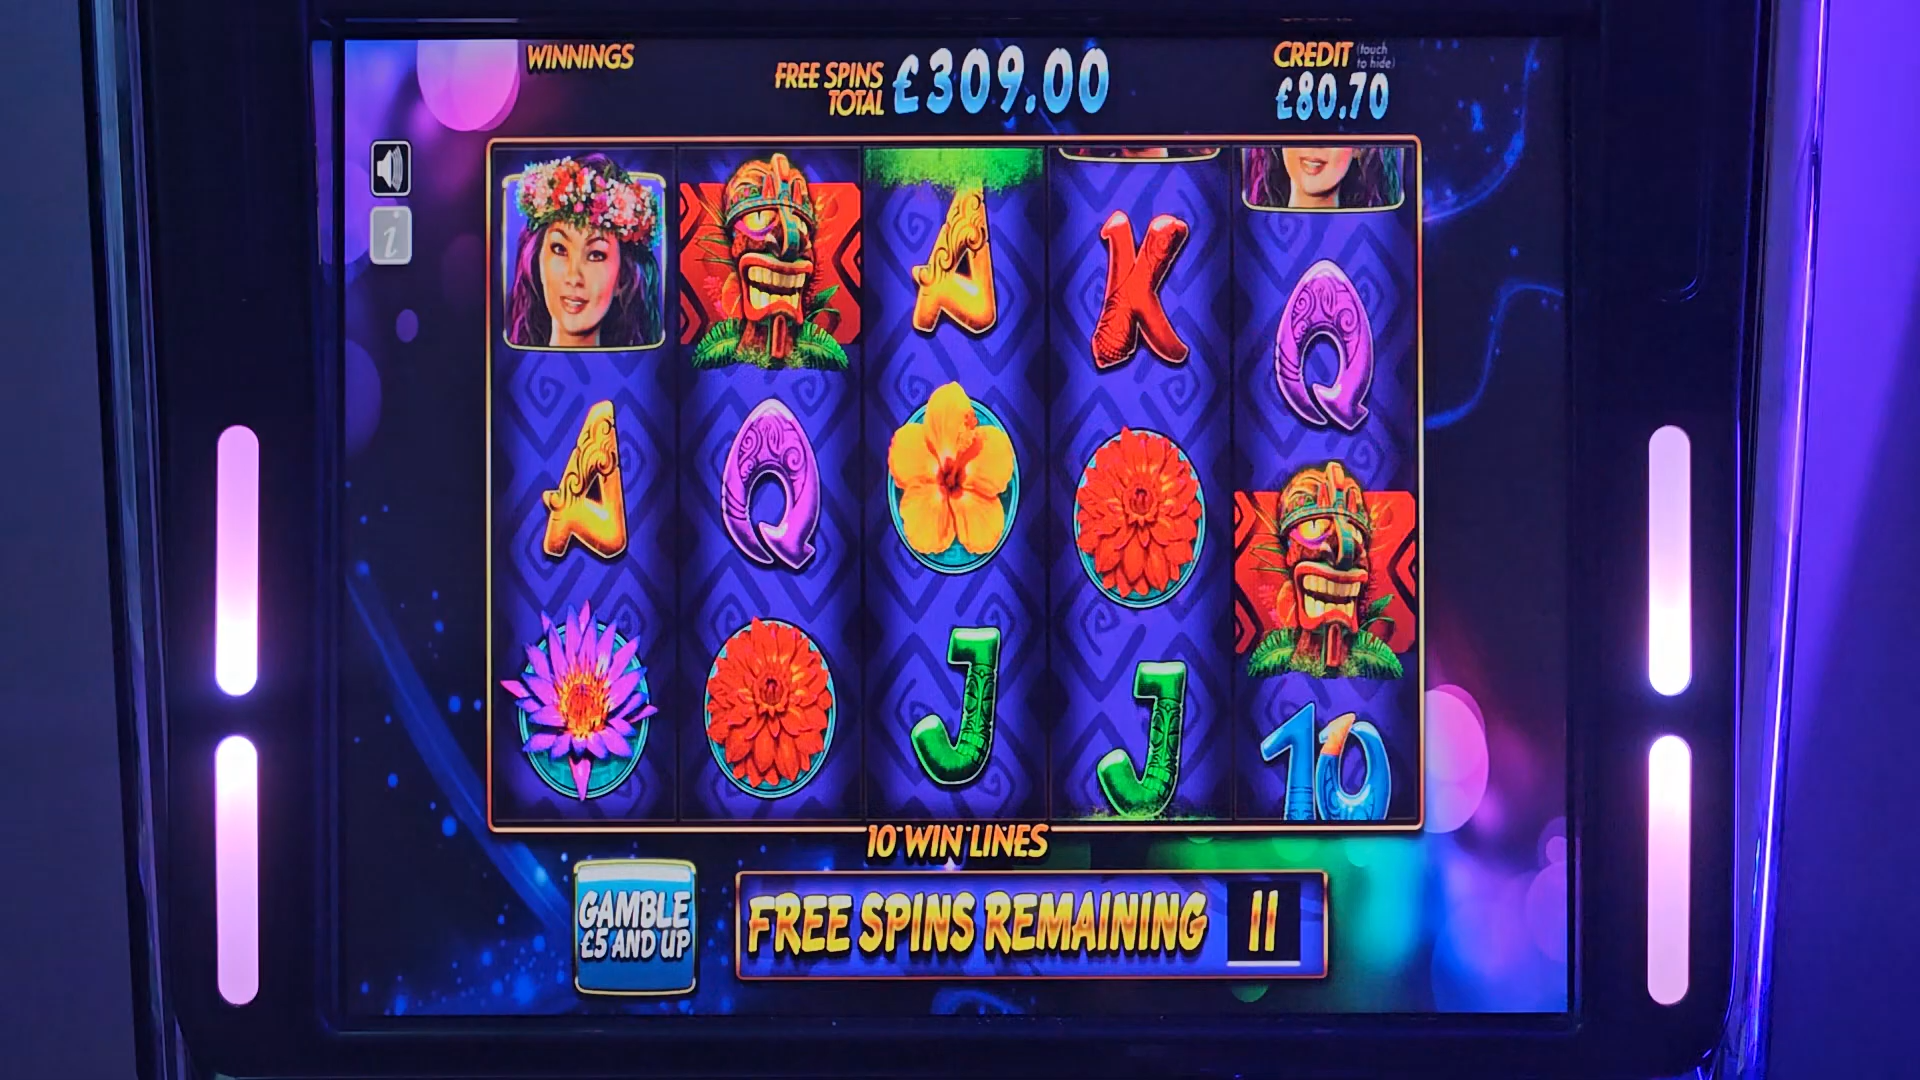 WINNINGS
FREE SPINS
TOTAL
£309.00
CREDIT (touch to hide)
£80.70
i
A
K
Q
A
Q
J
J
10
10 WIN LINES
GAMBLE
£5 AND UP
FREE SPINS REMAINING 11